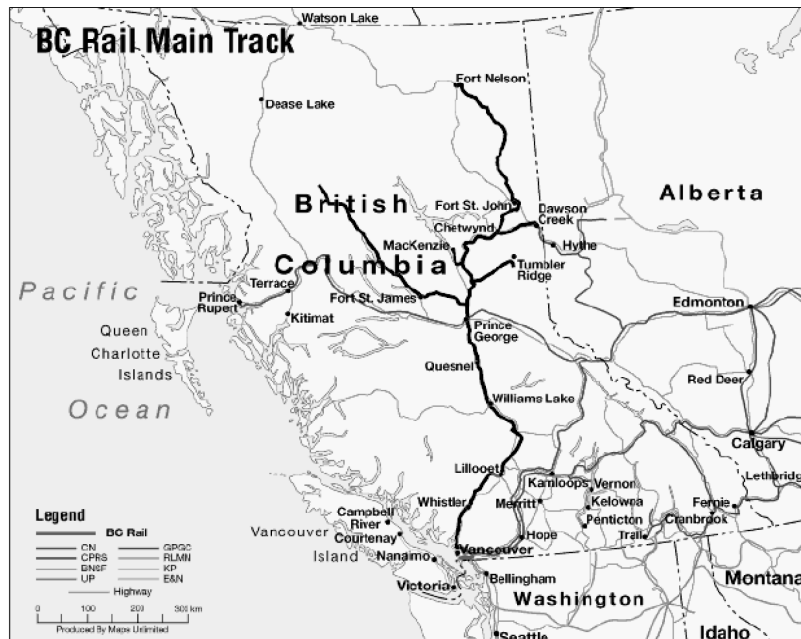 BC Rail Main Track
Watson Lake
Fort Nelson
Dease Lake
British
Columbia
Fort St. John
Dawson
Creek
Chetwynd
MacKenzie
Hythe
Tumbler
Ridge
Alberta
Pacific
Ocean
Terrace
Prince
Rupert
Kitimat
Fort St. James
Queen
Charlotte
Islands
Prince
George
Edmonton
Quesnel
Red Deer
Williams Lake
Calgary
Lillooet
Kamloops
Vernon
Lethbridg
Whistler
Merritt
Kelowna
Fernie
Penticton
Cranbrook
Campbell
River
Courtenay
Vancouver
Island
Hope
Trail
Nanamo
Vancouver
Victoria
Bellingham
Washington
Montana
Idaho
Seattle
Legend
BC Rail
CN
GPGC
CPRS
RLMN
BNSF
KP
UP
E&N
Highway
0 100 200 300 km
Produced By Maps Unlimited